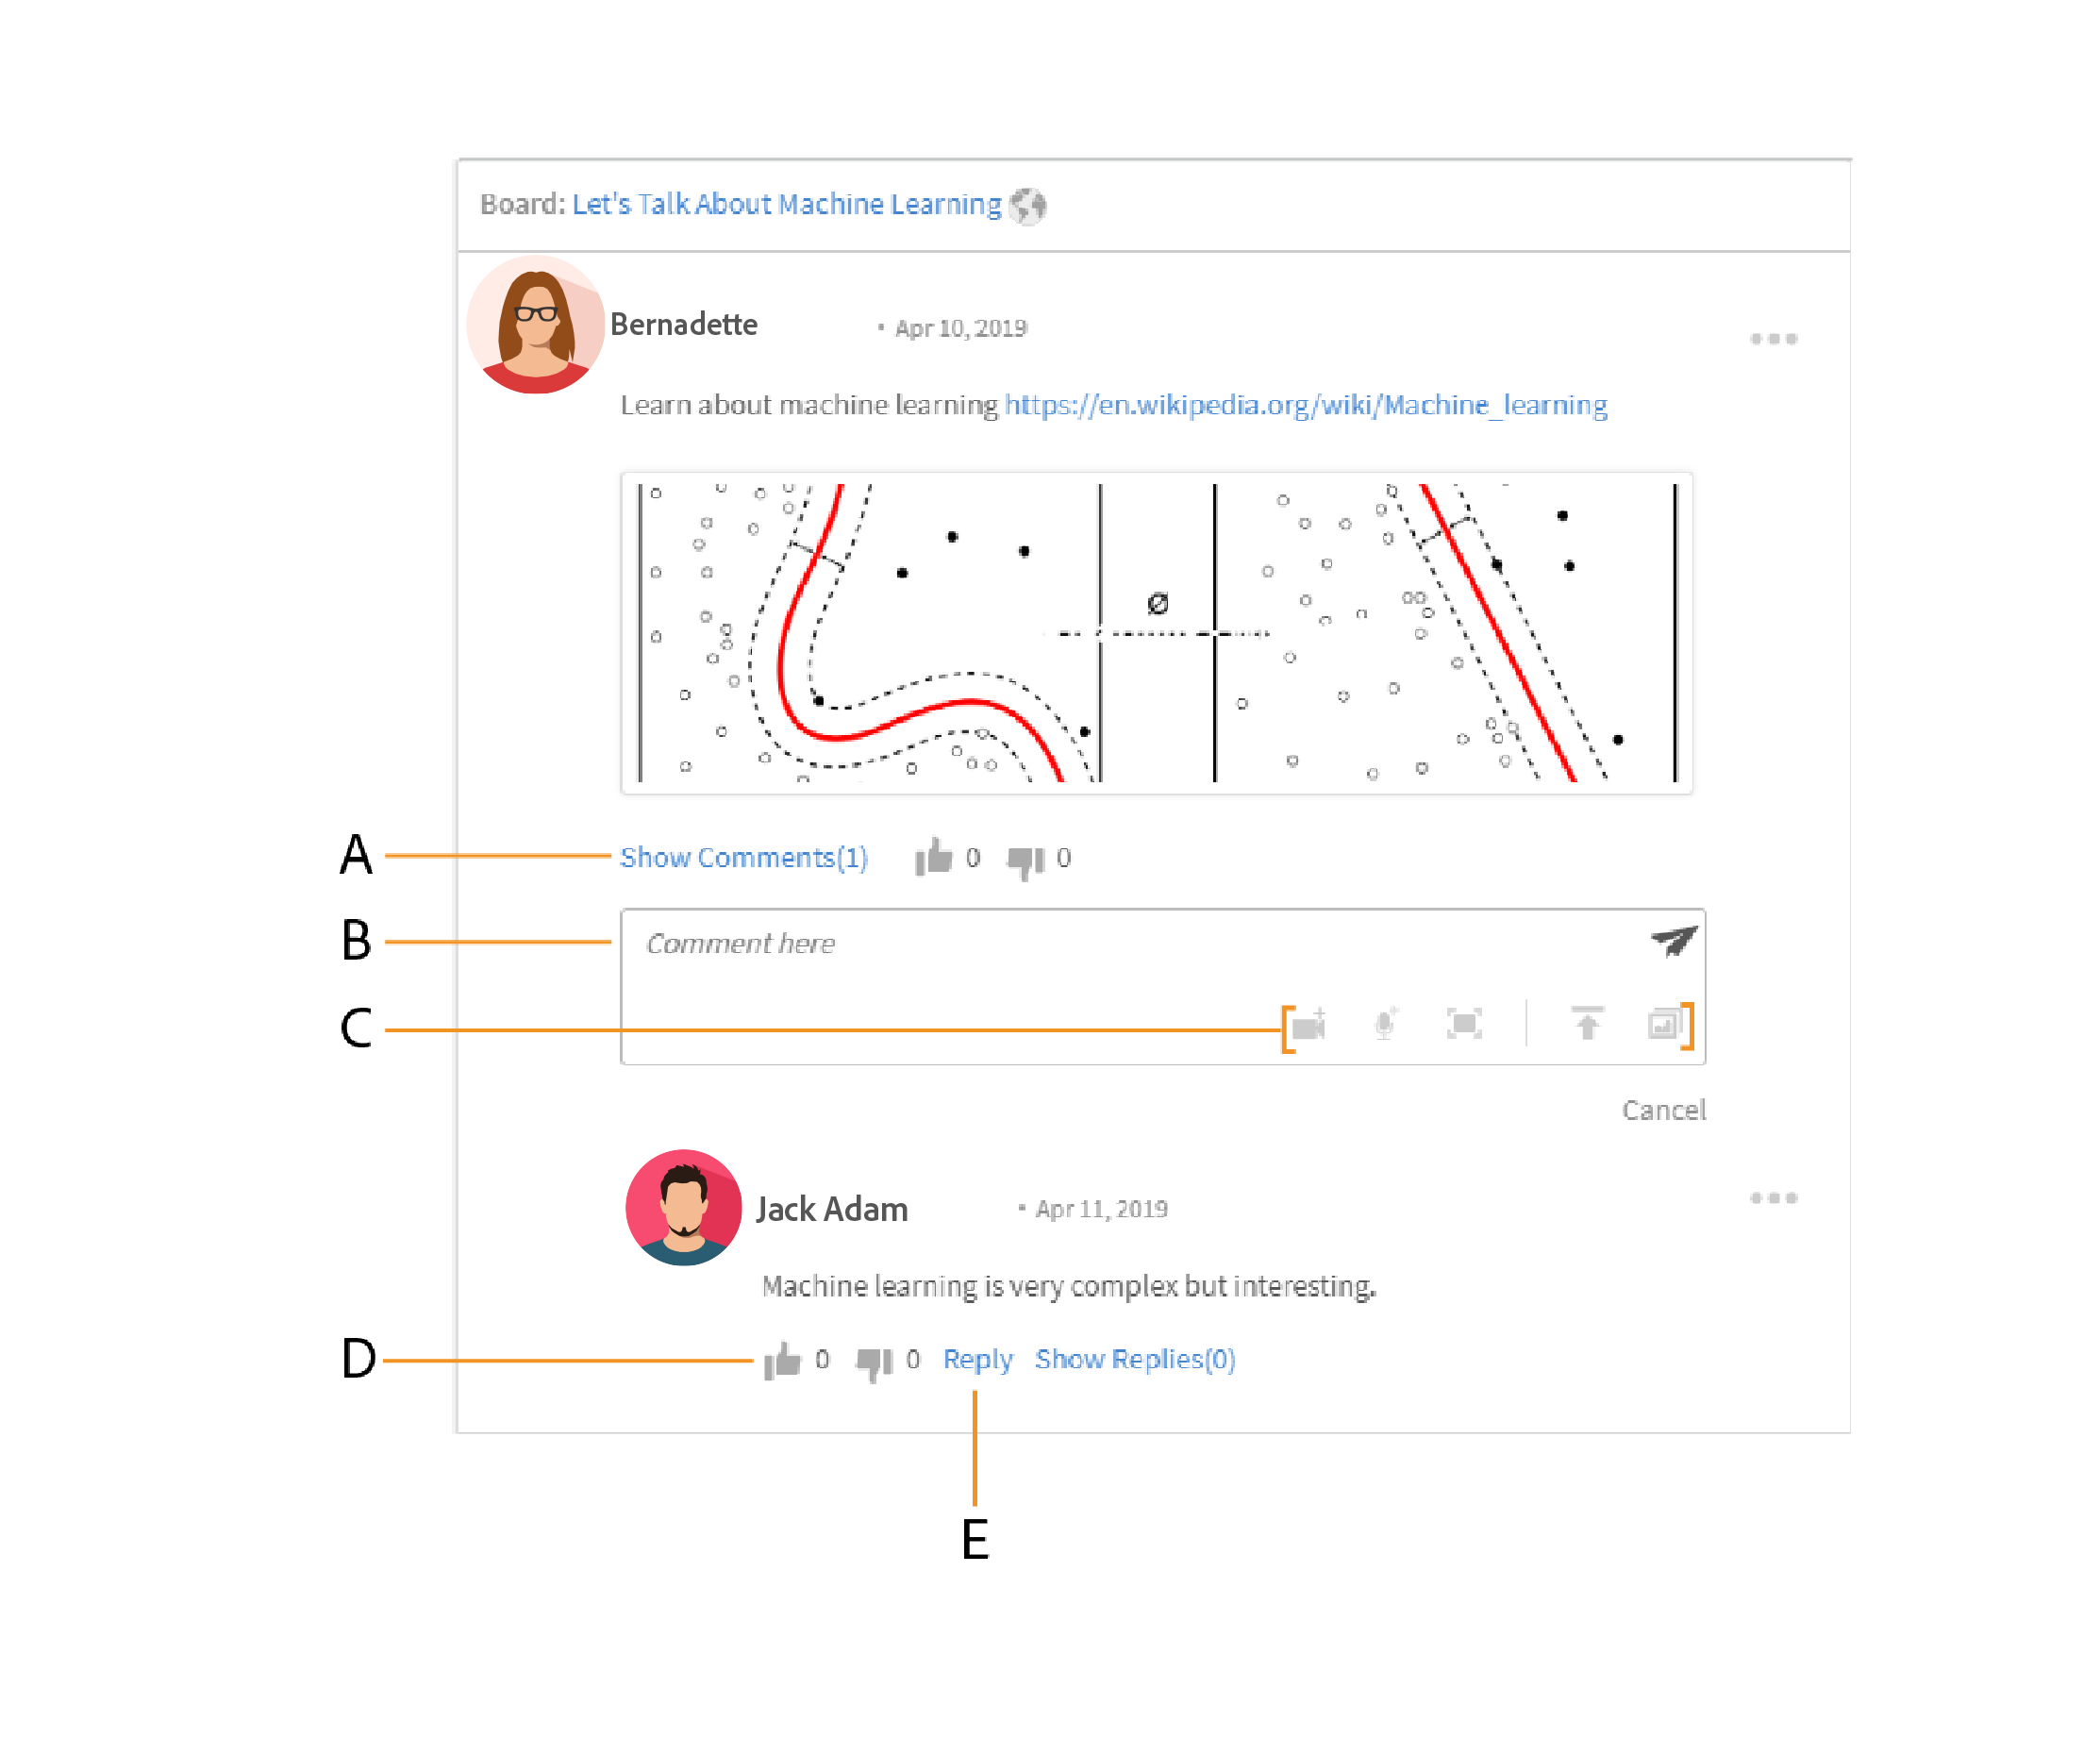 Board: Let's Talk About Machine Learning
Bernadette • Apr 10, 2019
Learn about machine learning https://en.wikipedia.org/wiki/Machine_learning
Ø
A Show Comments(1) 0 0
B Comment here
C
Cancel
Jack Adam • Apr 11, 2019
Machine learning is very complex but interesting.
D 0 0 Reply Show Replies(0)
E